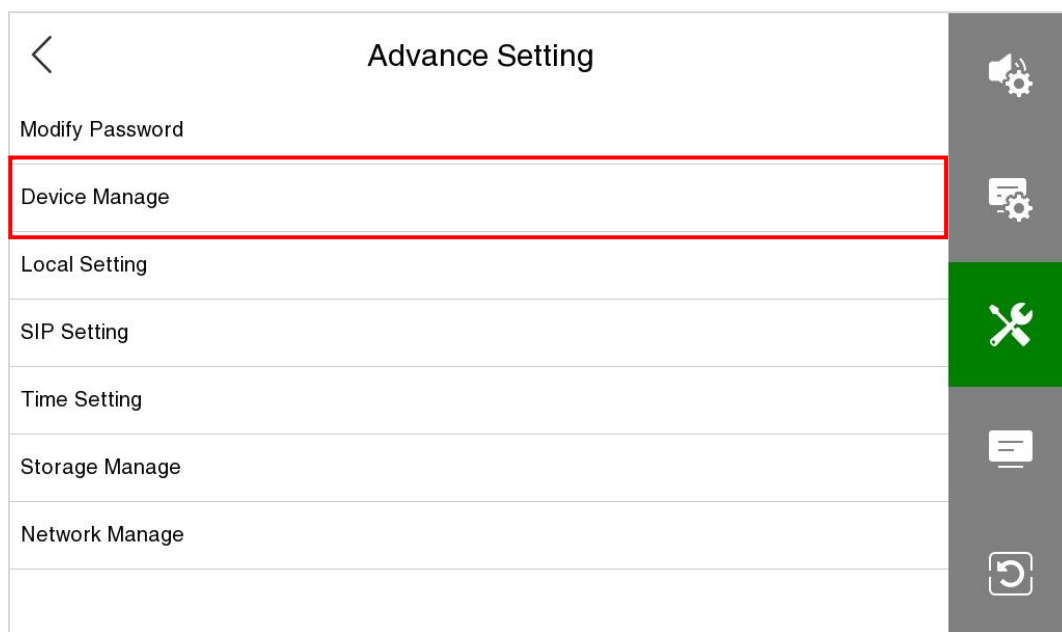 Advance Setting
Modify Password
Device Manage
Local Setting
SIP Setting
Time Setting
Storage Manage
Network Manage